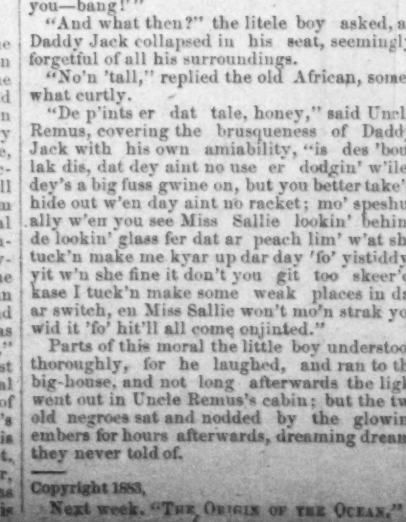 you—bang!'"
"And what then?" the litele boy asked, a
Daddy Jack collapsed in his seat, seemingl
forgetful of all his surroundings.
"No'n 'tall," replied the old African, some
what curtly.
"De p'ints er dat tale, honey," said Uncl
Remus, covering the brusqueness of Dadd
Jack with his own amiability, "is des 'bou
lak dis, dat dey aint no use er dodgin' w'ile
dey's a big fuss gwine on, but you better take'
hide out w'en day aint no racket; mo' speshu
ally w'en you see Miss Sallie lookin' behin
de lookin' glass fer dat ar peach lim' w'at sh
tuck'n make me kyar up dar day 'fo' yistiddy
yit w'n she fine it don't you git too skeer'd
kase I tuck'n make some weak places in da
ar switch, en Miss Sallie won't mo'n strak yo
wid it 'fo' hit'll all come onjinted."
Parts of this moral the little boy understoo
thoroughly, for he laughed, and ran to th
big-house, and not long afterwards the ligh
went out in Uncle Remus's cabin; but the tw
old negroes sat and nodded by the glowin
embers for hours afterwards, dreaming dream
they never told of.
Copyright 1883,
Next week. "THE ORIGIN OF THE OCEAN."